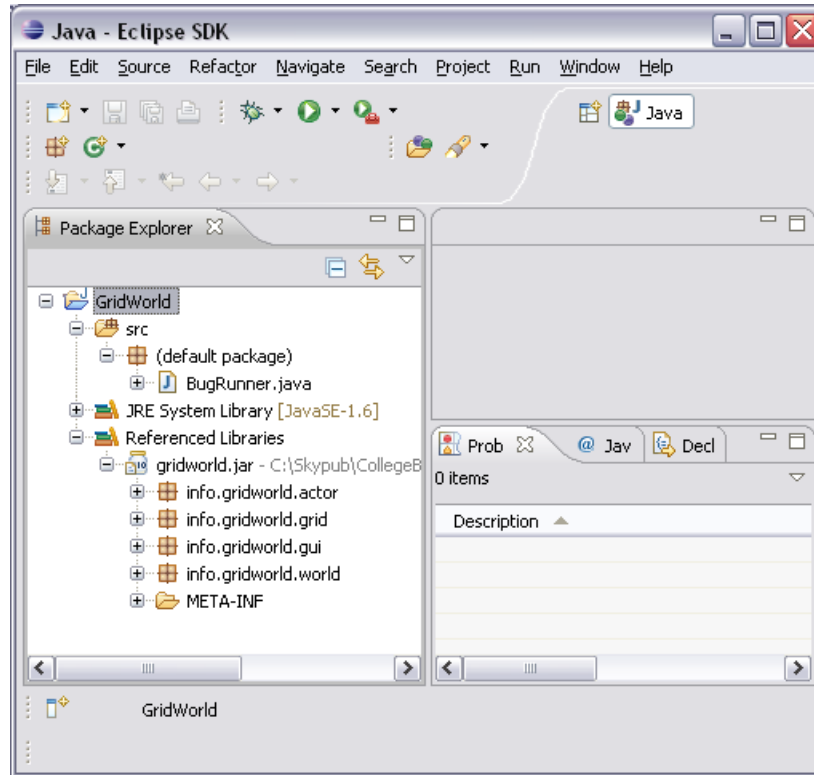 Java - Eclipse SDK
File Edit Source Refactor Navigate Search Project Run Window Help
Java
Package Explorer
GridWorld
src
(default package)
BugRunner.java
JRE System Library [JavaSE-1.6]
Referenced Libraries
gridworld.jar - C:\Skypub\CollegeB
info.gridworld.actor
info.gridworld.grid
info.gridworld.gui
info.gridworld.world
META-INF
Prob @ Jav Decl
0 items
Description
GridWorld